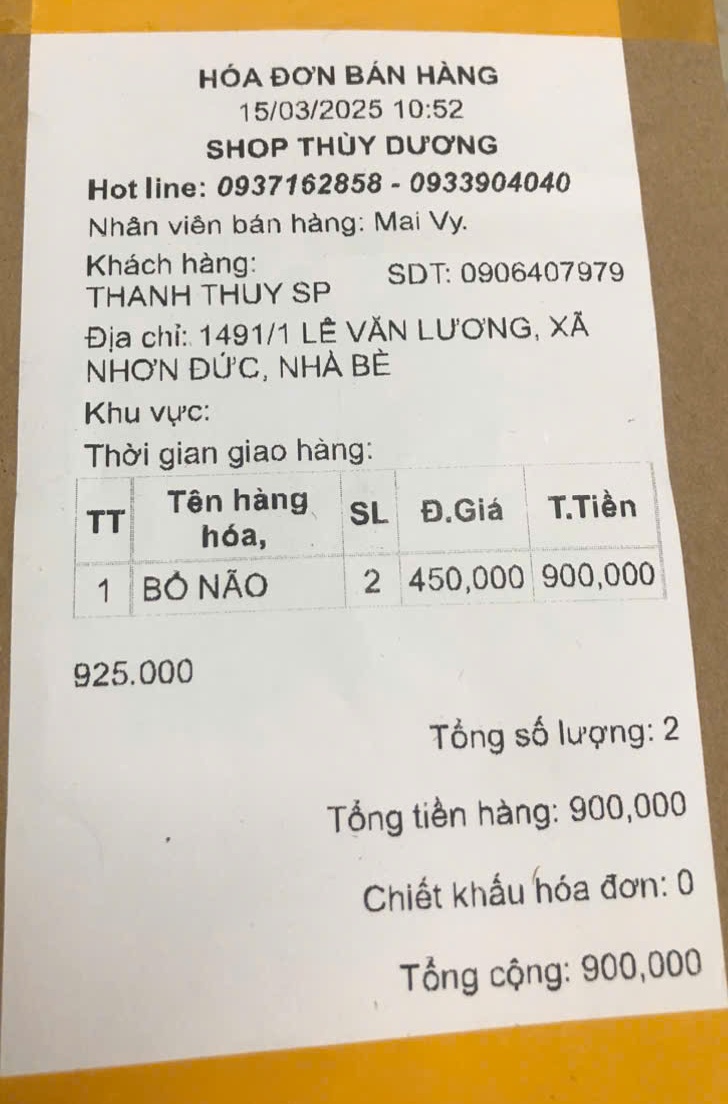 HÓA ĐƠN BÁN HÀNG
15/03/2025 10:52
SHOP THÙY DƯƠNG
Hot line: 0937162858 - 0933904040
Nhân viên bán hàng: Mai Vy.
Khách hàng: SDT: 0906407979
THANH THUY SP
Địa chỉ: 1491/1 LÊ VĂN LƯƠNG, XÃ
NHƠN ĐỨC, NHÀ BÈ
Khu vực:
Thời gian giao hàng:
TT Tên hàng hóa, SL Đ.Giá T.Tiền
1 BỔ NÃO 2 450,000 900,000
925.000
Tổng số lượng: 2
Tổng tiền hàng: 900,000
Chiết khấu hóa đơn: 0
Tổng cộng: 900,000